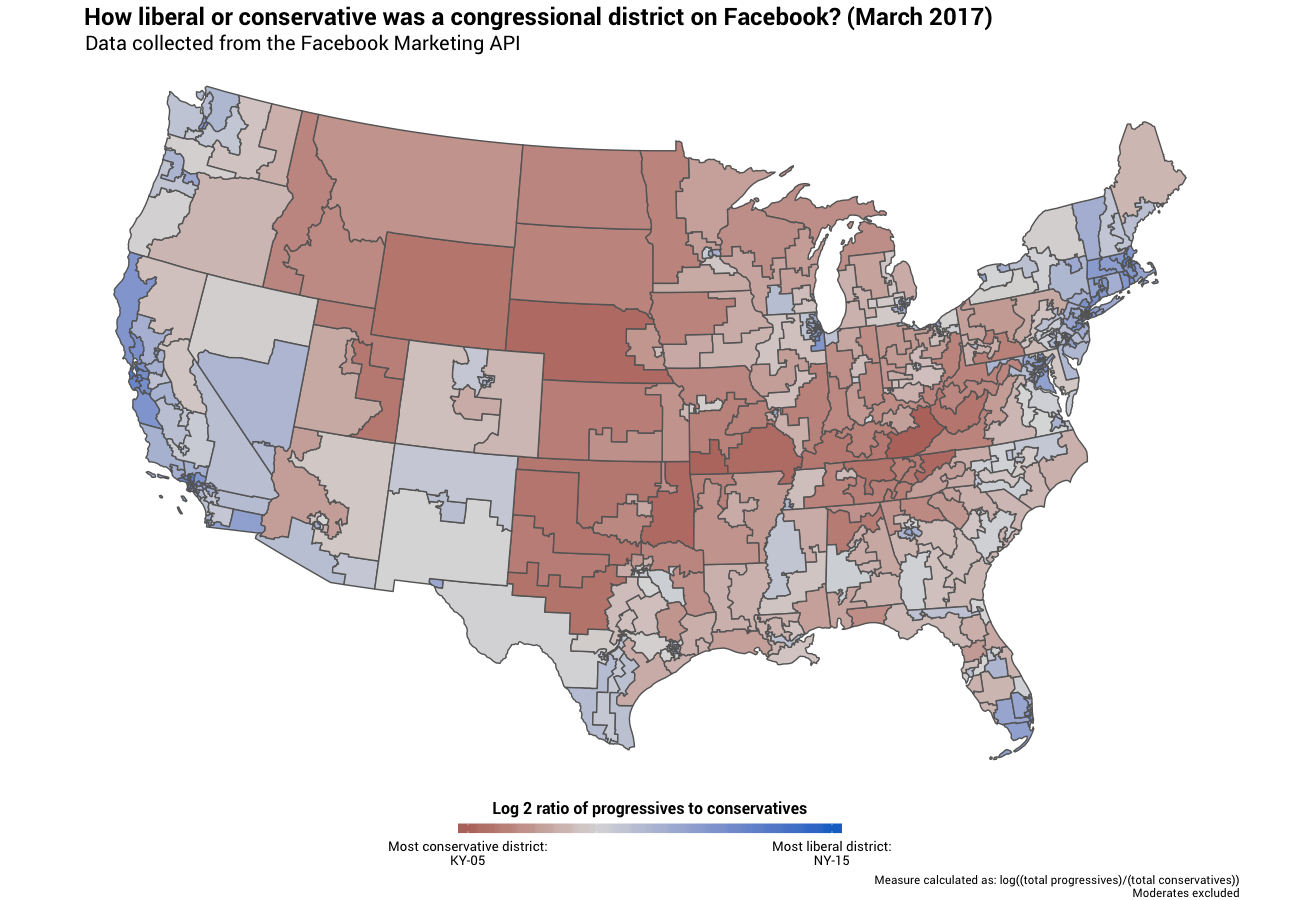 How liberal or conservative was a congressional district on Facebook? (March 2017)
Data collected from the Facebook Marketing API
Log 2 ratio of progressives to conservatives
Most conservative district:
KY-05
Most liberal district:
NY-15
Measure calculated as: log((total progressives)/(total conservatives))
Moderates excluded